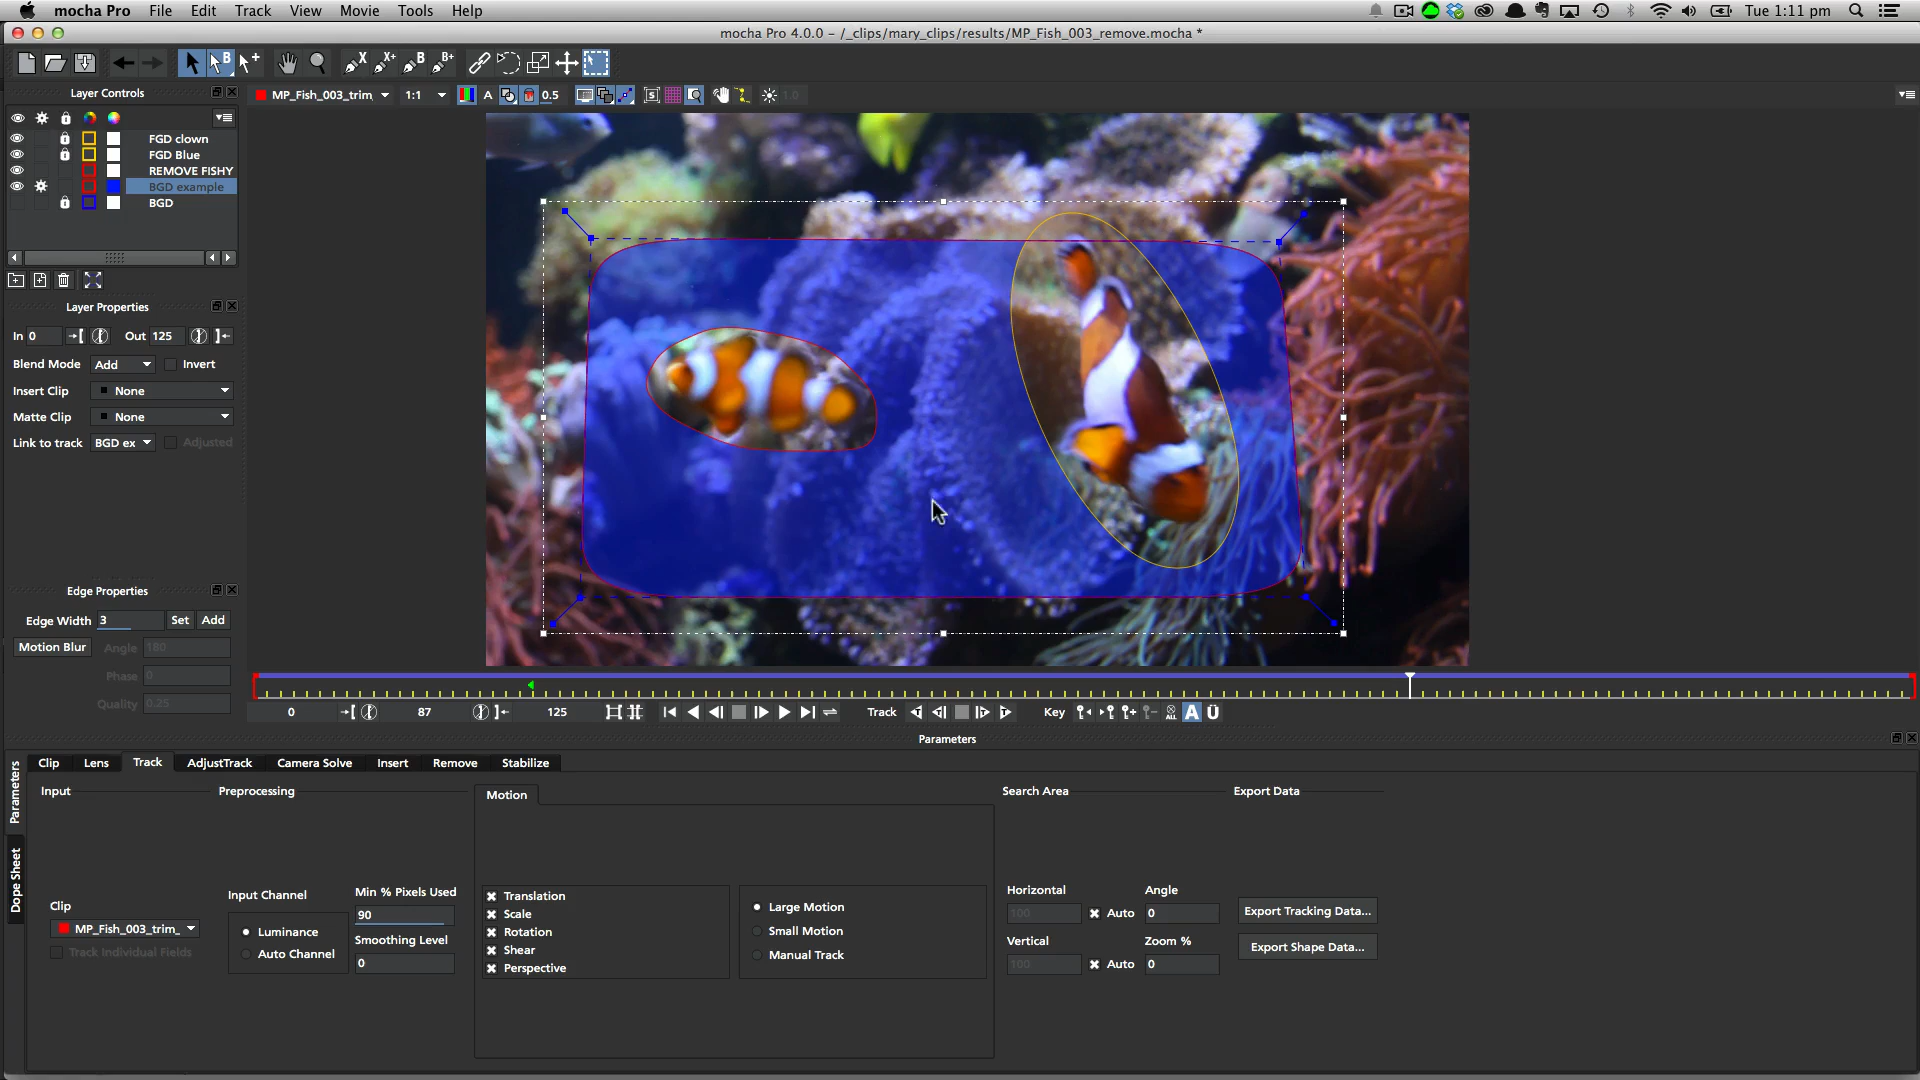 mocha Pro File Edit Track View Movie Tools Help Tue 1:11 pm
mocha Pro 4.0.0 - /_clips/mary_clips/results/MP_Fish_003_remove.mocha *
Layer Controls
MP_Fish_003_trim, 1:1 A 0.5 1.0
FGD clown
FGD Blue
REMOVE FISHY
BGD example
BGD
Layer Properties
In 0 Out 125
Blend Mode Add Invert
Insert Clip None
Matte Clip None
Link to track BGD ex Adjusted
Edge Properties
Edge Width 3 Set Add
Motion Blur Angle 180
Phase 0
Quality 0.25
0 87 125 Track Key A Ü
Parameters
Parameters
Dope Sheet
Clip Lens Track AdjustTrack Camera Solve Insert Remove Stabilize
Input Preprocessing Motion Search Area Export Data
Clip
MP_Fish_003_trim_
Track Individual Fields
Input Channel
Luminance
Auto Channel
Min % Pixels Used
90
Smoothing Level
0
Translation
Scale
Rotation
Shear
Perspective
Large Motion
Small Motion
Manual Track
Horizontal Angle
100 Auto 0
Vertical Zoom %
100 Auto 0
Export Tracking Data...
Export Shape Data...